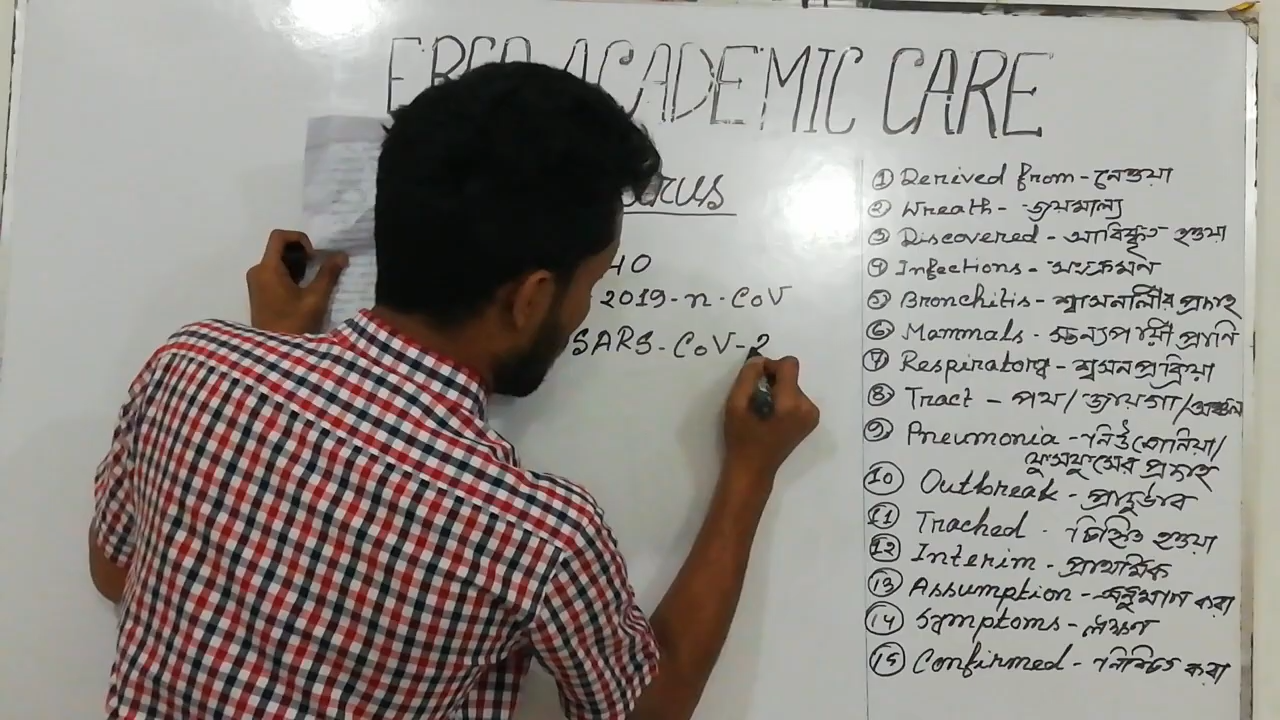 ACADEMIC CARE
HO
2019-n-CoV
SARS-CoV-2
① Derived from - নেওয়া
② Wreath - জয়মাল্য
③ Discovered - আবিষ্কৃত হওয়া
④ Infections - সংক্রমন
⑤ Bronchitis - শ্বাসনালীর প্রদাহ
⑥ Mammals - স্তন্যপায়ী প্রাণি
⑦ Respiratory - শ্বসনপ্রক্রিয়া
⑧ Tract - পথ/জায়গা/অঞ্চল
⑨ Pneumonia - নিউমোনিয়া/
ফুসফুসের প্রদাহ
⑩ Outbreak - প্রাদুর্ভাব
⑪ Trached - চিহ্নিত হওয়া
⑫ Interim - প্রাথমিক
⑬ Assumption - অনুমান করা
⑭ Symptoms - লক্ষণ
⑮ Confirmed - নিশ্চিত করা